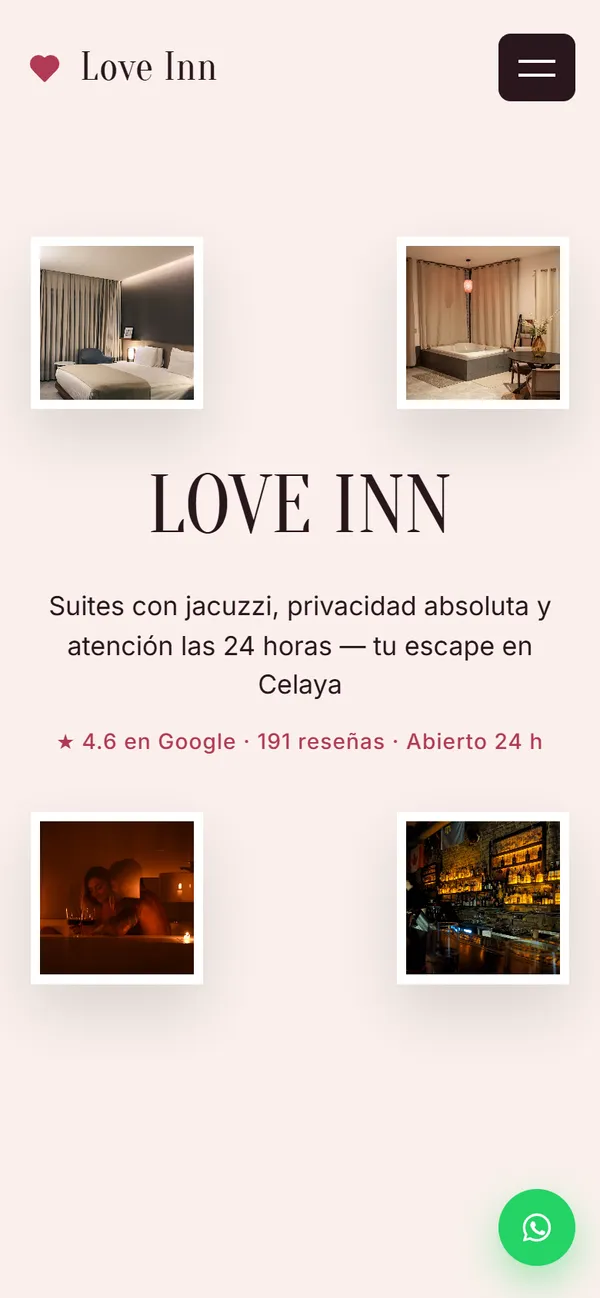 Love Inn
LOVE INN
Suites con jacuzzi, privacidad absoluta y
atención las 24 horas — tu escape en
Celaya
★ 4.6 en Google · 191 reseñas · Abierto 24 h